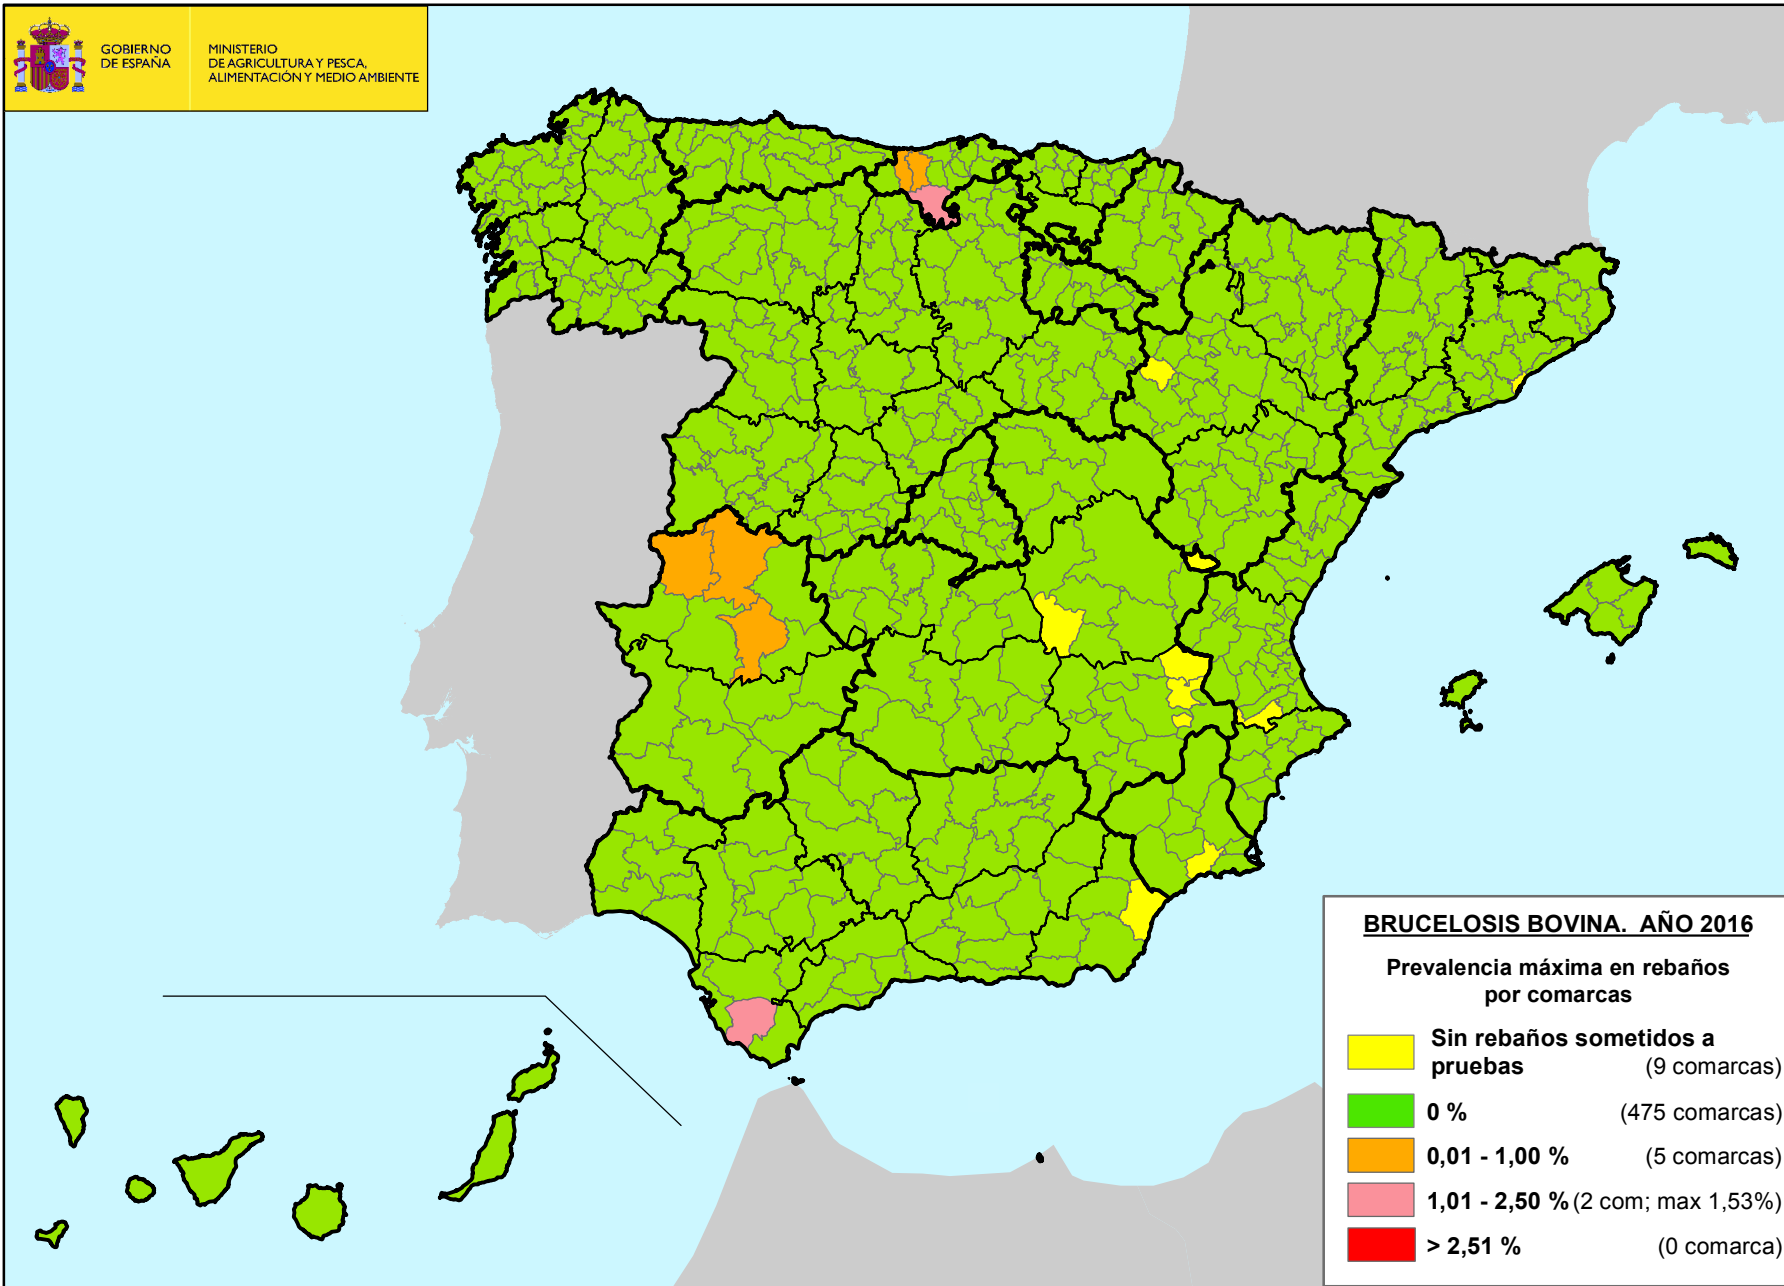 GOBIERNO
DE ESPAÑA
MINISTERIO
DE AGRICULTURA Y PESCA,
ALIMENTACIÓN Y MEDIO AMBIENTE
BRUCELOSIS BOVINA. AÑO 2016
Prevalencia máxima en rebaños
por comarcas
Sin rebaños sometidos a
pruebas (9 comarcas)
0 % (475 comarcas)
0,01 - 1,00 % (5 comarcas)
1,01 - 2,50 % (2 com; max 1,53%)
> 2,51 % (0 comarca)